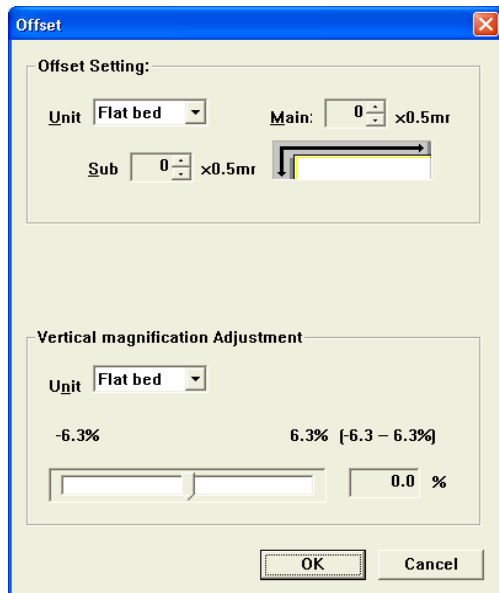 Offset
Offset Setting:
Unit Flat bed Main: 0 ×0.5mr
Sub 0 ×0.5mr
Vertical magnification Adjustment
Unit Flat bed
-6.3% 6.3% (-6.3 – 6.3%)
0.0 %
OK Cancel